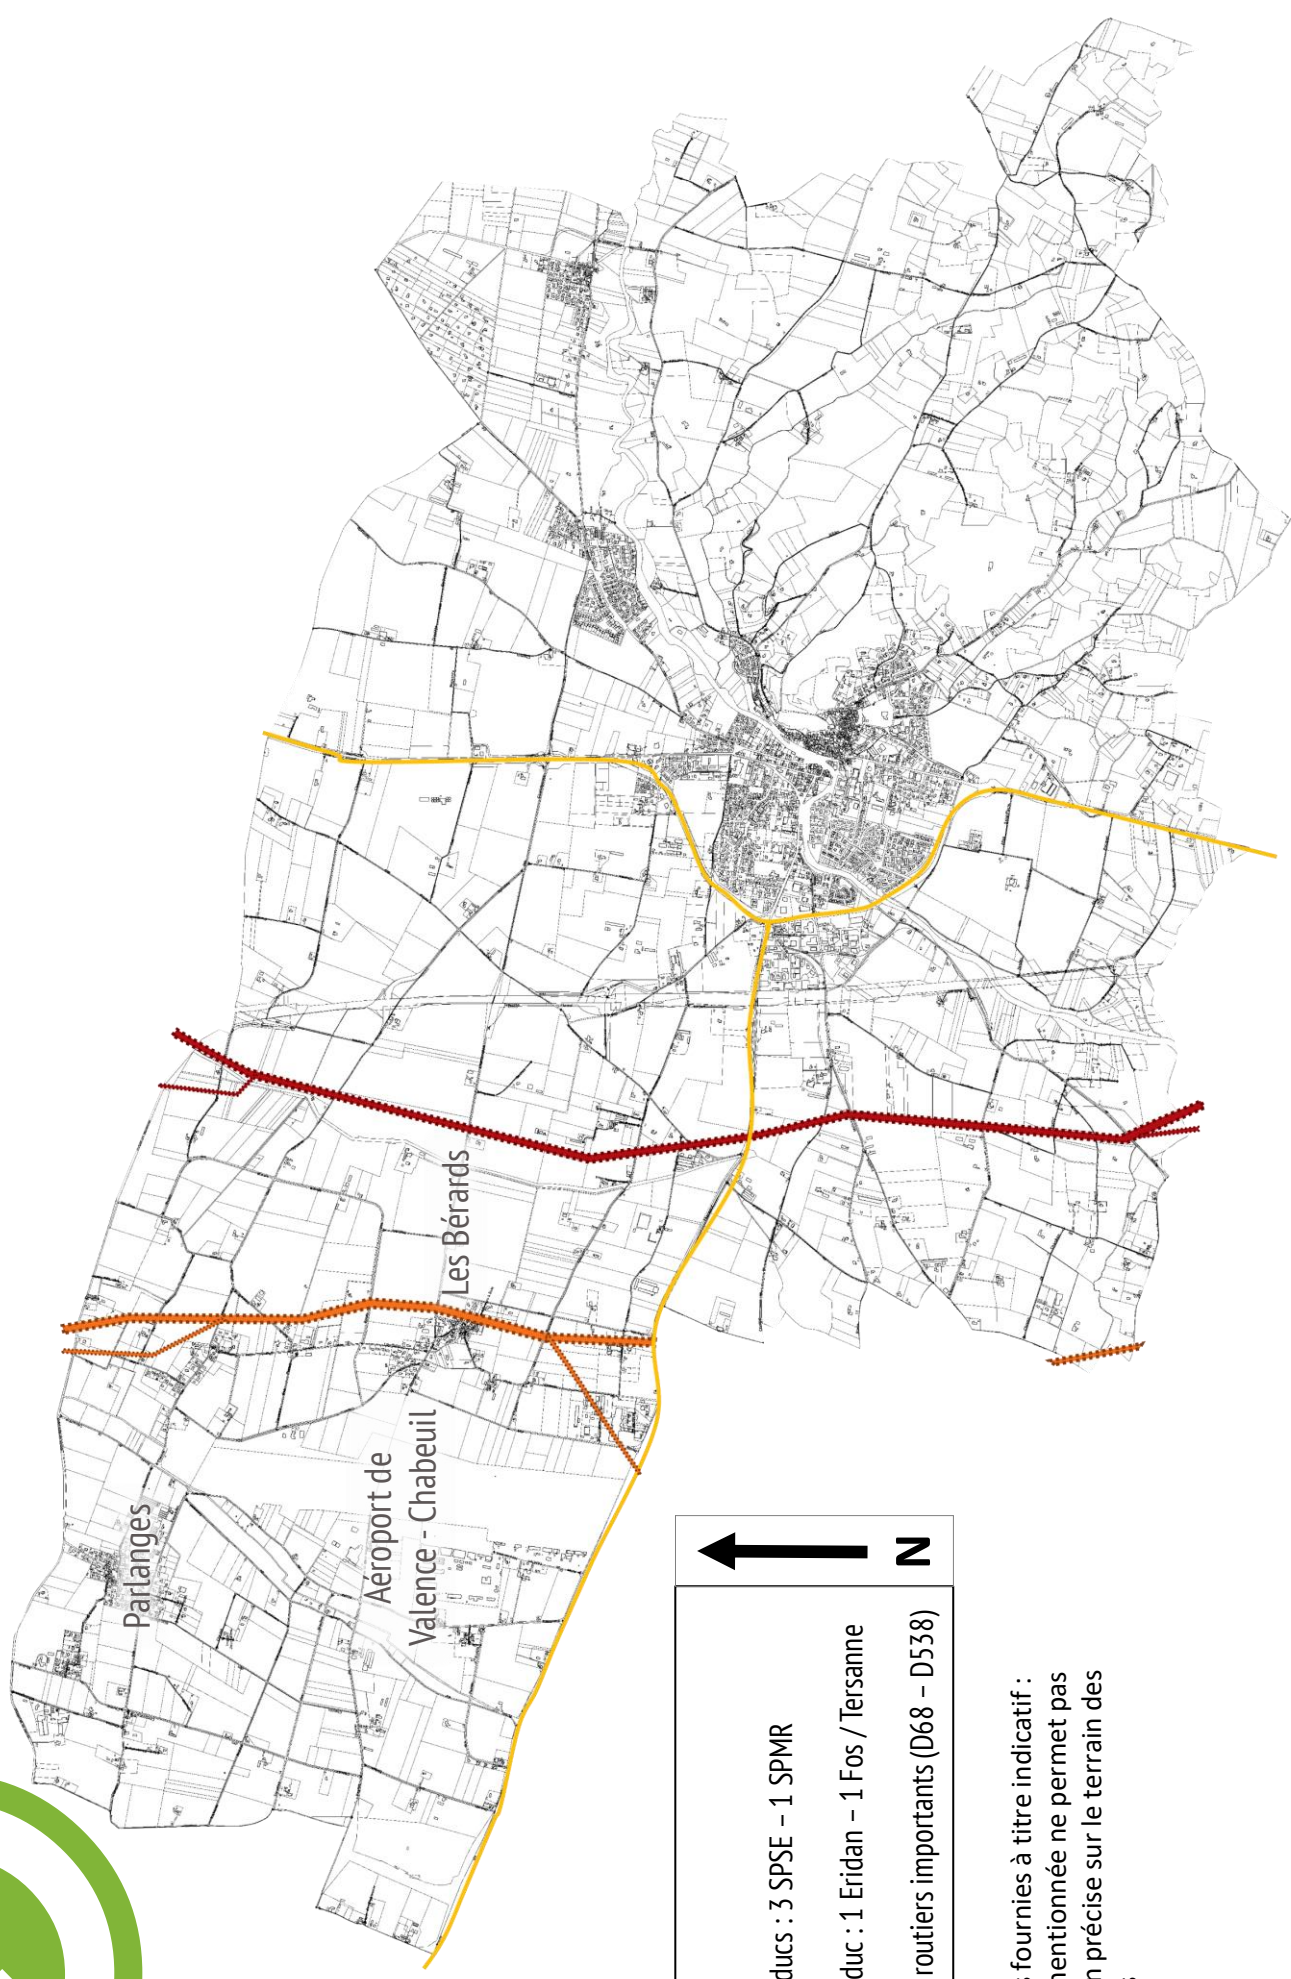 Parlanges
Aeroport de
Valence - Chabeuil
Les Bérards
N
ducs : 3 SPSE – 1 SPMR
duc : 1 Eridan – 1 Fos / Tersanne
routiers importants (D68 – D538)
fournies à titre indicatif :
mentionnée ne permet pas
précise sur le terrain des